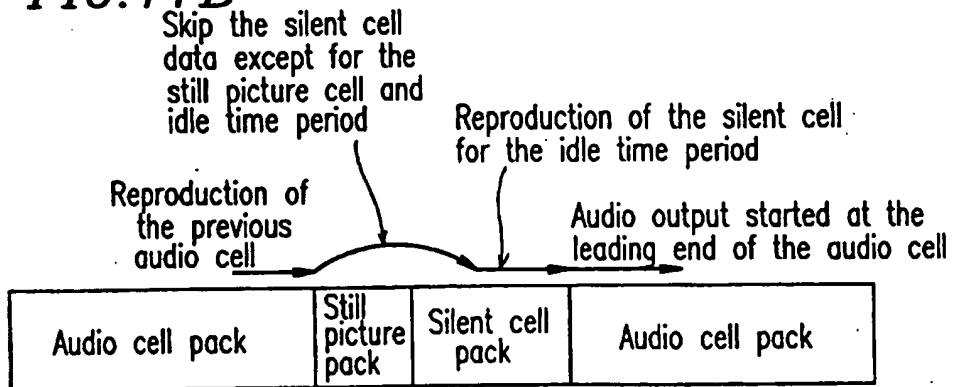 Skip the silent cell
data except for the
still picture cell and
idle time period
Reproduction of the silent cell
for the idle time period
Reproduction of
the previous
audio cell
Audio output started at the
leading end of the audio cell
Audio cell pack
Still
picture
pack
Silent cell
pack
Audio cell pack